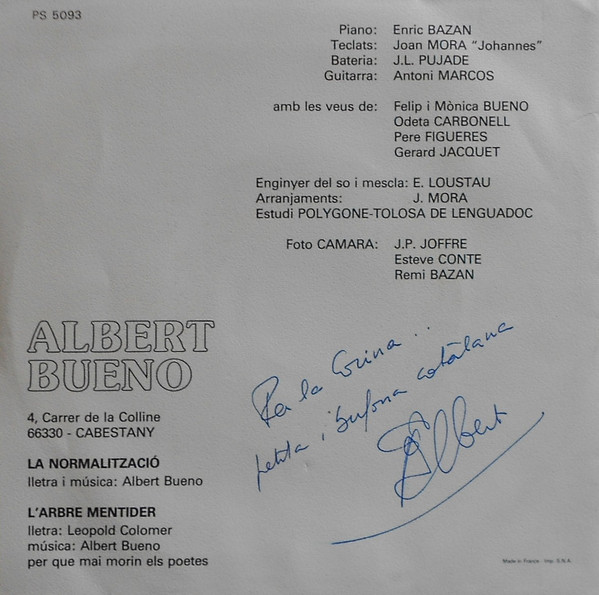 PS 5093
Piano: Enric BAZAN
Teclats: Joan MORA "Johannes"
Bateria: J.L. PUJADE
Guitarra: Antoni MARCOS
amb les veus de: Felip i Mònica BUENO
Odeta CARBONELL
Pere FIGUERES
Gerard JACQUET
Enginyer del so i mescla: E. LOUSTAU
Arranjaments: J. MORA
Estudi POLYGONE-TOLOSA DE LENGUADOC
Foto CAMARA: J.P. JOFFRE
Esteve CONTE
Remi BAZAN
ALBERT
BUENO
4, Carrer de la Colline
66330 - CABESTANY
LA NORMALITZACIÓ
lletra i música: Albert Bueno
L'ARBRE MENTIDER
lletra: Leopold Colomer
música: Albert Bueno
per que mai morin els poetes
Per la Corina..
petita i catalana
Albert
Made in France - Imp. S.N.A.